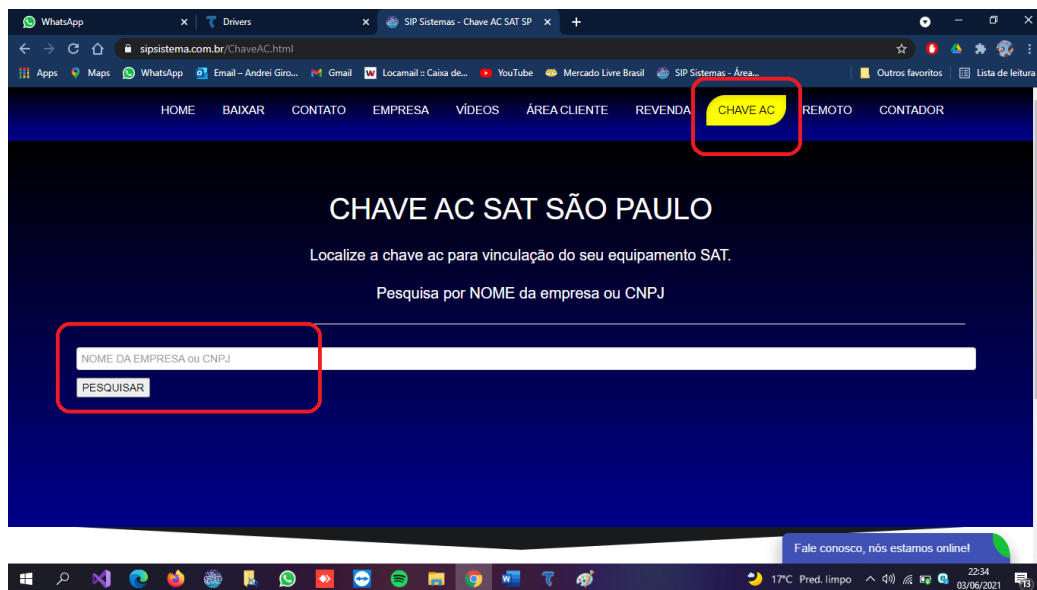 WhatsApp
Drivers
SIP Sistemas - Chave AC SAT SP
sipsistema.com.br/ChaveAC.html
Apps Maps WhatsApp Email – Andrei Giro... Gmail Locamail :: Caixa de... YouTube Mercado Livre Brasil SIP Sistemas - Área... Outros favoritos Lista de leitura
HOME BAIXAR CONTATO EMPRESA VÍDEOS ÁREA CLIENTE REVENDA CHAVE AC REMOTO CONTADOR
CHAVE AC SAT SÃO PAULO
Localize a chave ac para vinculação do seu equipamento SAT.
Pesquisa por NOME da empresa ou CNPJ
NOME DA EMPRESA ou CNPJ
PESQUISAR
Fale conosco, nós estamos online!
17°C Pred. limpo
22:34
03/06/2021
13